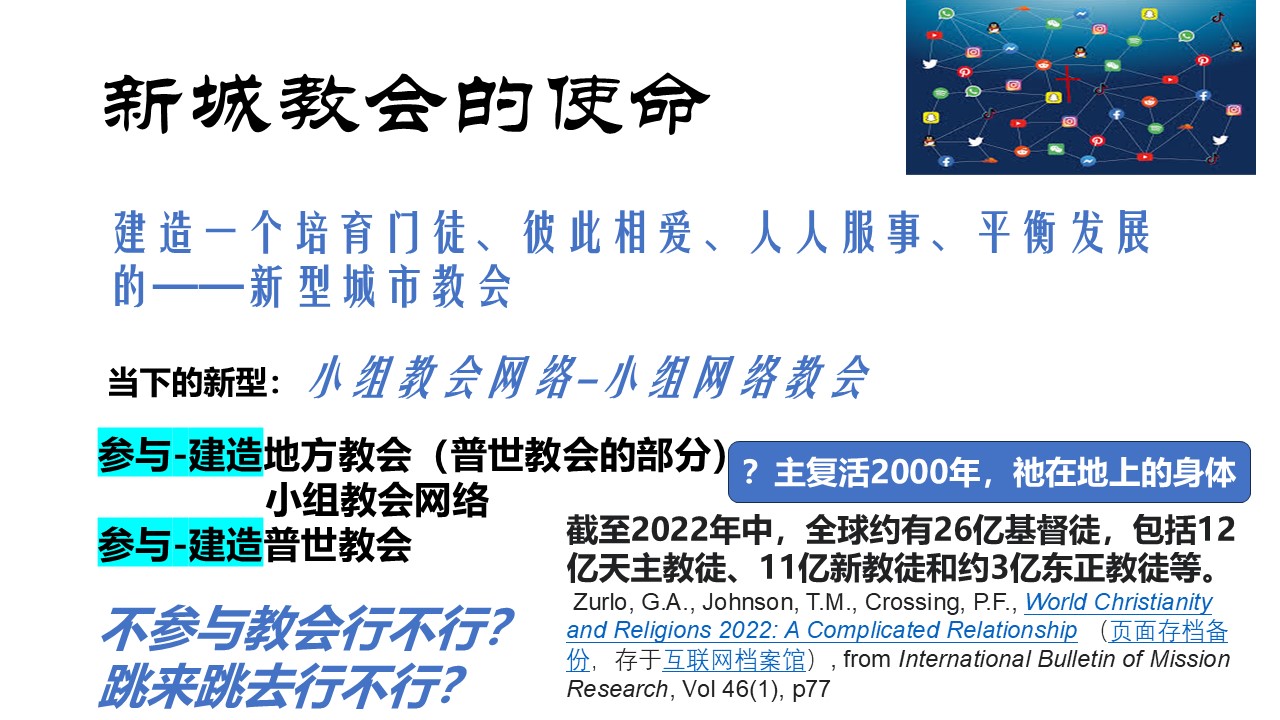 新城教会的使命
建造一个培育门徒、彼此相爱、人人服事、平衡发展
的——新型城市教会
当下的新型：小组教会网络-小组网络教会
参与-建造地方教会（普世教会的部分）
小组教会网络
参与-建造普世教会
不参与教会行不行？
跳来跳去行不行？
？主复活2000年，祂在地上的身体
截至2022年中，全球约有26亿基督徒，包括12
亿天主教徒、11亿新教徒和约3亿东正教徒等。
Zurlo, G.A., Johnson, T.M., Crossing, P.F., World Christianity
and Religions 2022: A Complicated Relationship （页面存档备
份，存于互联网档案馆）, from International Bulletin of Mission
Research, Vol 46(1), p77